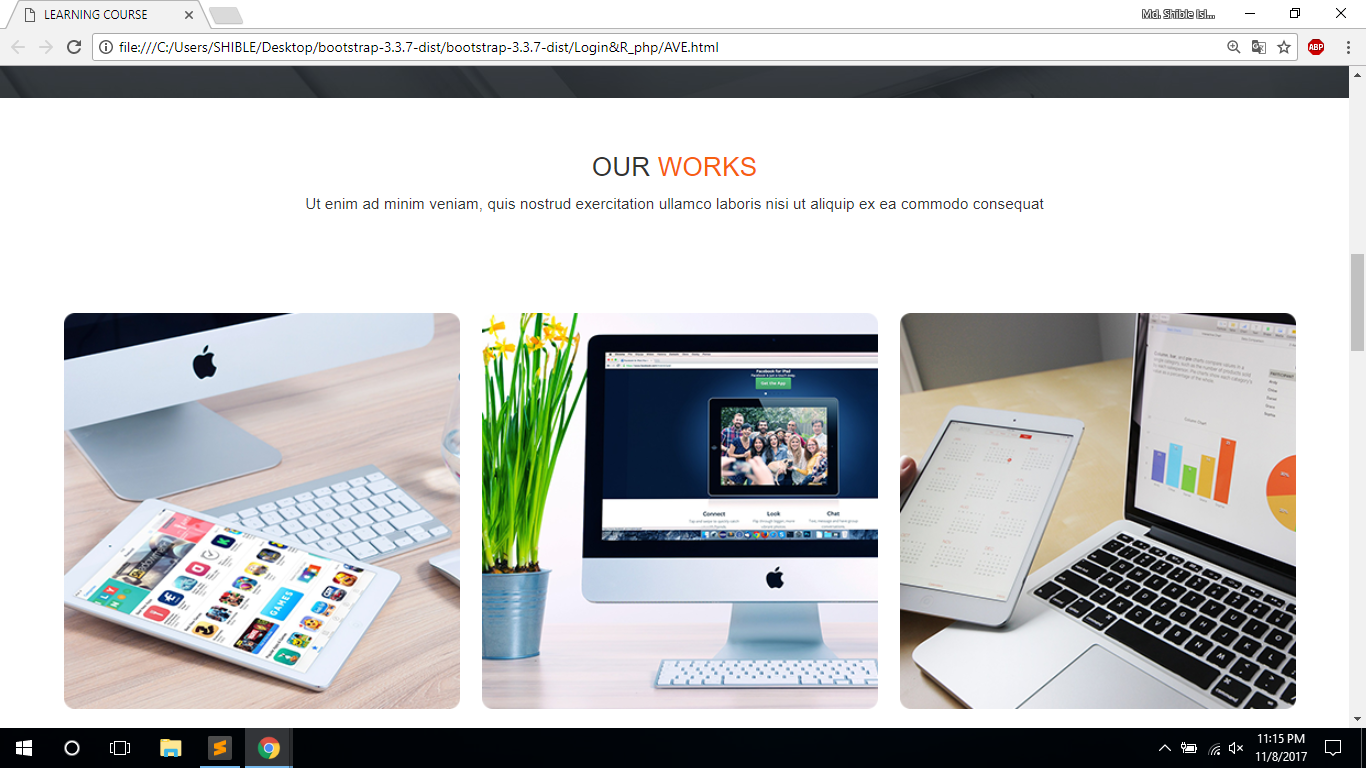 LEARNING COURSE
Md. Shible Isl...
file:///C:/Users/SHIBLE/Desktop/bootstrap-3.3.7-dist/bootstrap-3.3.7-dist/Login&R_php/AVE.html
ABP
OUR WORKS
Ut enim ad minim veniam, quis nostrud exercitation ullamco laboris nisi ut aliquip ex ea commodo consequat
Facebook for iPad
Get the App
Connect Look Chat
GAMES
Column Chart
command
11:15 PM
11/8/2017